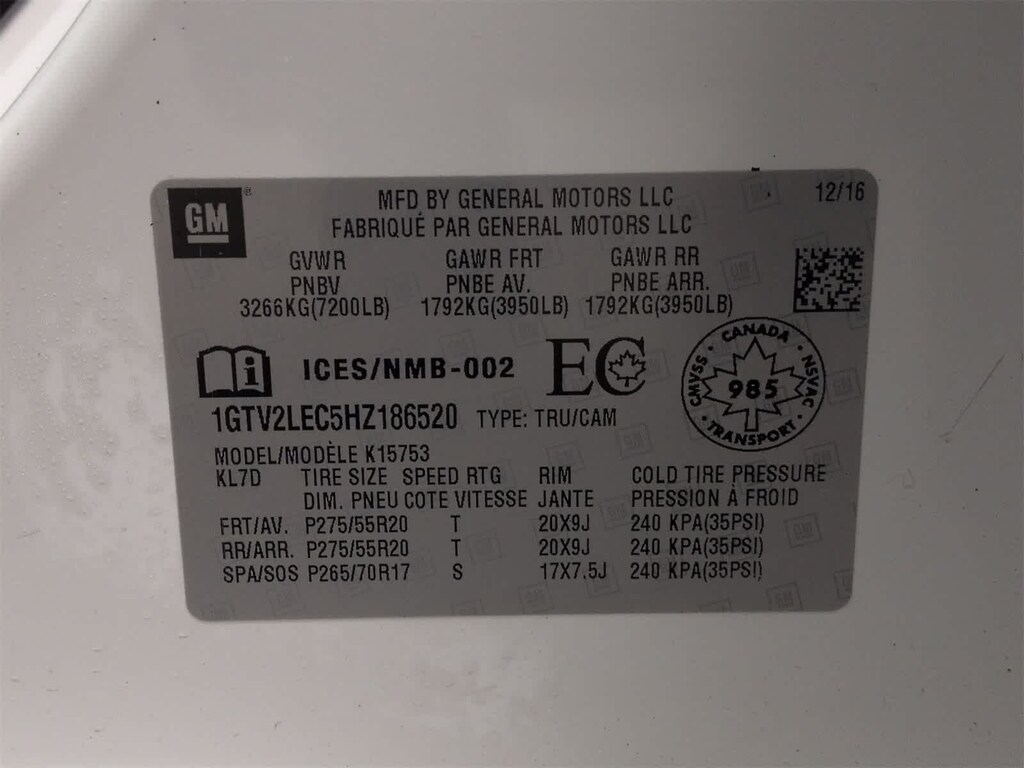 GM®
MFD BY GENERAL MOTORS LLC 12/16
FABRIQUÉ PAR GENERAL MOTORS LLC
GVWR GAWR FRT GAWR RR
PNBV PNBE AV. PNBE ARR.
3266KG(7200LB) 1792KG(3950LB) 1792KG(3950LB)
i ICES/NMB-002 EC
CANADA
CMVSS 985 NSVAC
TRANSPORT
1GTV2LEC5HZ186520 TYPE: TRU/CAM
MODEL/MODÈLE K15753
KL7D TIRE SIZE SPEED RTG RIM COLD TIRE PRESSURE
DIM. PNEU COTE VITESSE JANTE PRESSION À FROID
FRT/AV. P275/55R20 T 20X9J 240 KPA(35PSI)
RR/ARR. P275/55R20 T 20X9J 240 KPA(35PSI)
SPA/SOS P265/70R17 S 17X7.5J 240 KPA(35PSI)